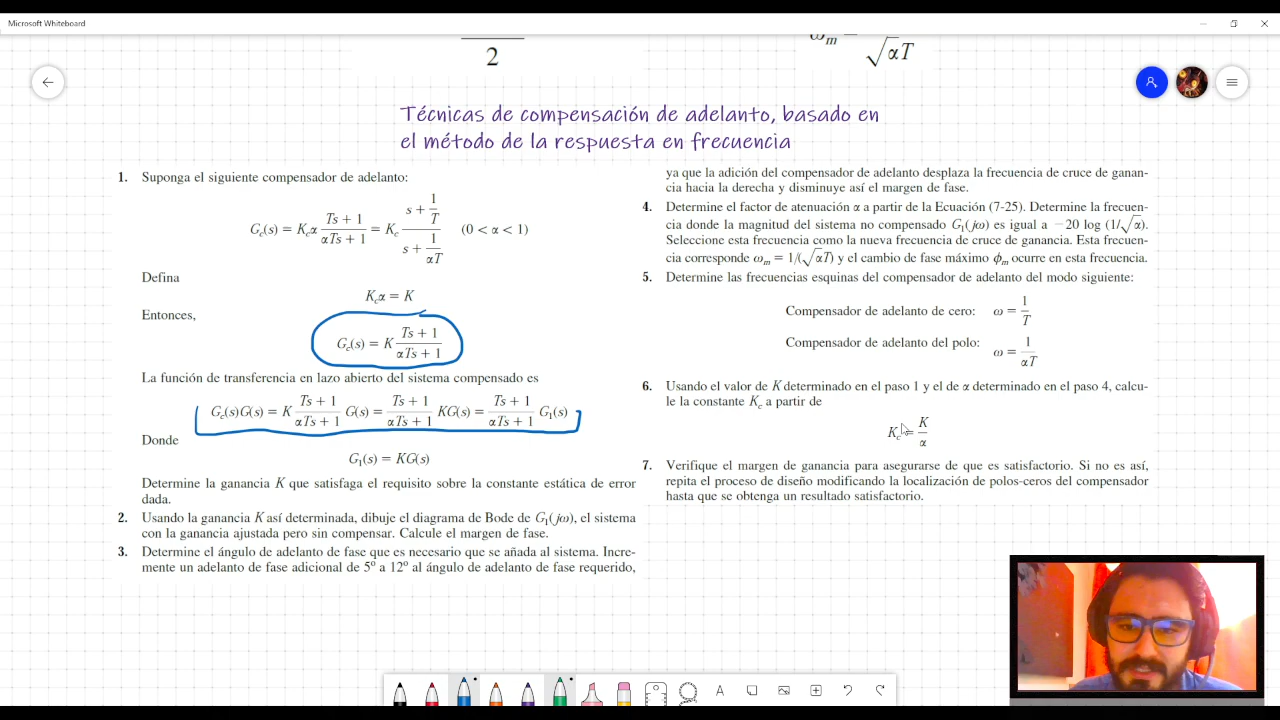 Microsoft Whiteboard
2
ω_m = 1/(√α T)
Técnicas de compensación de adelanto, basado en
el método de la respuesta en frecuencia
1. Suponga el siguiente compensador de adelanto:
G_c(s) = K_c α (Ts + 1)/(αTs + 1) = K_c (s + 1/T)/(s + 1/(αT))   (0 < α < 1)
Defina
K_c α = K
Entonces,
G_c(s) = K (Ts + 1)/(αTs + 1)
La función de transferencia en lazo abierto del sistema compensado es
G_c(s)G(s) = K (Ts + 1)/(αTs + 1) G(s) = (Ts + 1)/(αTs + 1) KG(s) = (Ts + 1)/(αTs + 1) G₁(s)
Donde
G₁(s) = KG(s)
Determine la ganancia K que satisfaga el requisito sobre la constante estática de error
dada.
2. Usando la ganancia K así determinada, dibuje el diagrama de Bode de G₁(jω), el sistema
con la ganancia ajustada pero sin compensar. Calcule el margen de fase.
3. Determine el ángulo de adelanto de fase que es necesario que se añada al sistema. Incre-
mente un adelanto de fase adicional de 5° a 12° al ángulo de adelanto de fase requerido,
ya que la adición del compensador de adelanto desplaza la frecuencia de cruce de ganan-
cia hacia la derecha y disminuye así el margen de fase.
4. Determine el factor de atenuación α a partir de la Ecuación (7-25). Determine la frecuen-
cia donde la magnitud del sistema no compensado G₁(jω) es igual a −20 log (1/√α).
Seleccione esta frecuencia como la nueva frecuencia de cruce de ganancia. Esta frecuen-
cia corresponde ω_m = 1/(√αT) y el cambio de fase máximo ϕ_m ocurre en esta frecuencia.
5. Determine las frecuencias esquinas del compensador de adelanto del modo siguiente:
Compensador de adelanto de cero: ω = 1/T
Compensador de adelanto del polo: ω = 1/(αT)
6. Usando el valor de K determinado en el paso 1 y el de α determinado en el paso 4, calcu-
le la constante K_c a partir de
K_c = K/α
7. Verifique el margen de ganancia para asegurarse de que es satisfactorio. Si no es así,
repita el proceso de diseño modificando la localización de polos-ceros del compensador
hasta que se obtenga un resultado satisfactorio.
A